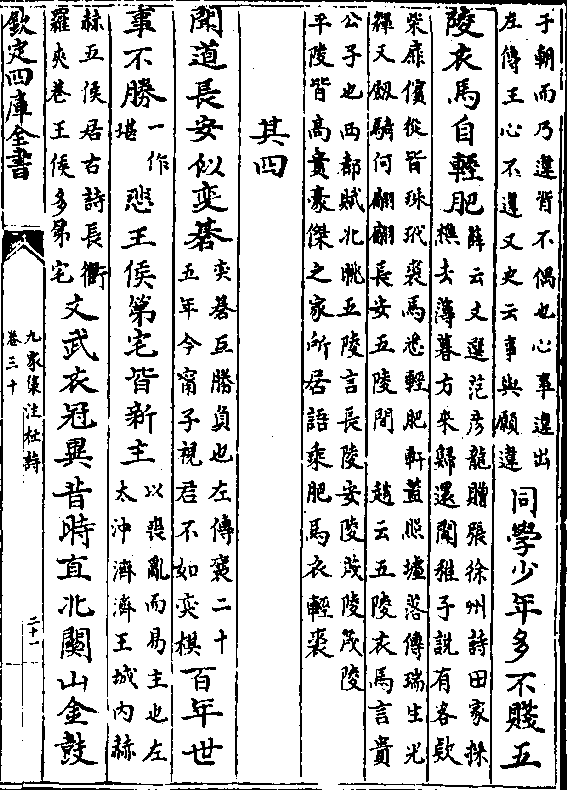 子朝而乃違背不偶也心事違出
左傳王心不違又史云事與願違
同學少年多不賤五
陵衣馬自輕肥
薛云文選范彦龍贈張徐州詩田家採
樵去薄暮方來歸還聞稚子說有客欵
柴扉儐從皆珠玳裘馬悉輕肥軒蓋照墟落傳瑞生光
輝又劔騎何翩翩長安五陵間 趙云五陵衣馬言貴
公子也西都賦北眺五陵言長陵安陵陽陵茂陵
平陵皆高貴豪傑之家所居語乘肥馬衣輕裘
其四
聞道長安似奕碁
奕碁互勝負也左傳襄二十
五年今甯子視君不如奕棋
百年世
事不勝
一作
堪
悲王侯第宅皆新主
以喪亂而易主也左
太沖濟濟王城内赫
赫五侯居古詩長衢
羅夾巷王侯多第宅
文武衣冠異昔時直北關山金鼓
欽定四庫全書
九家集注杜詩
卷三十
二十一